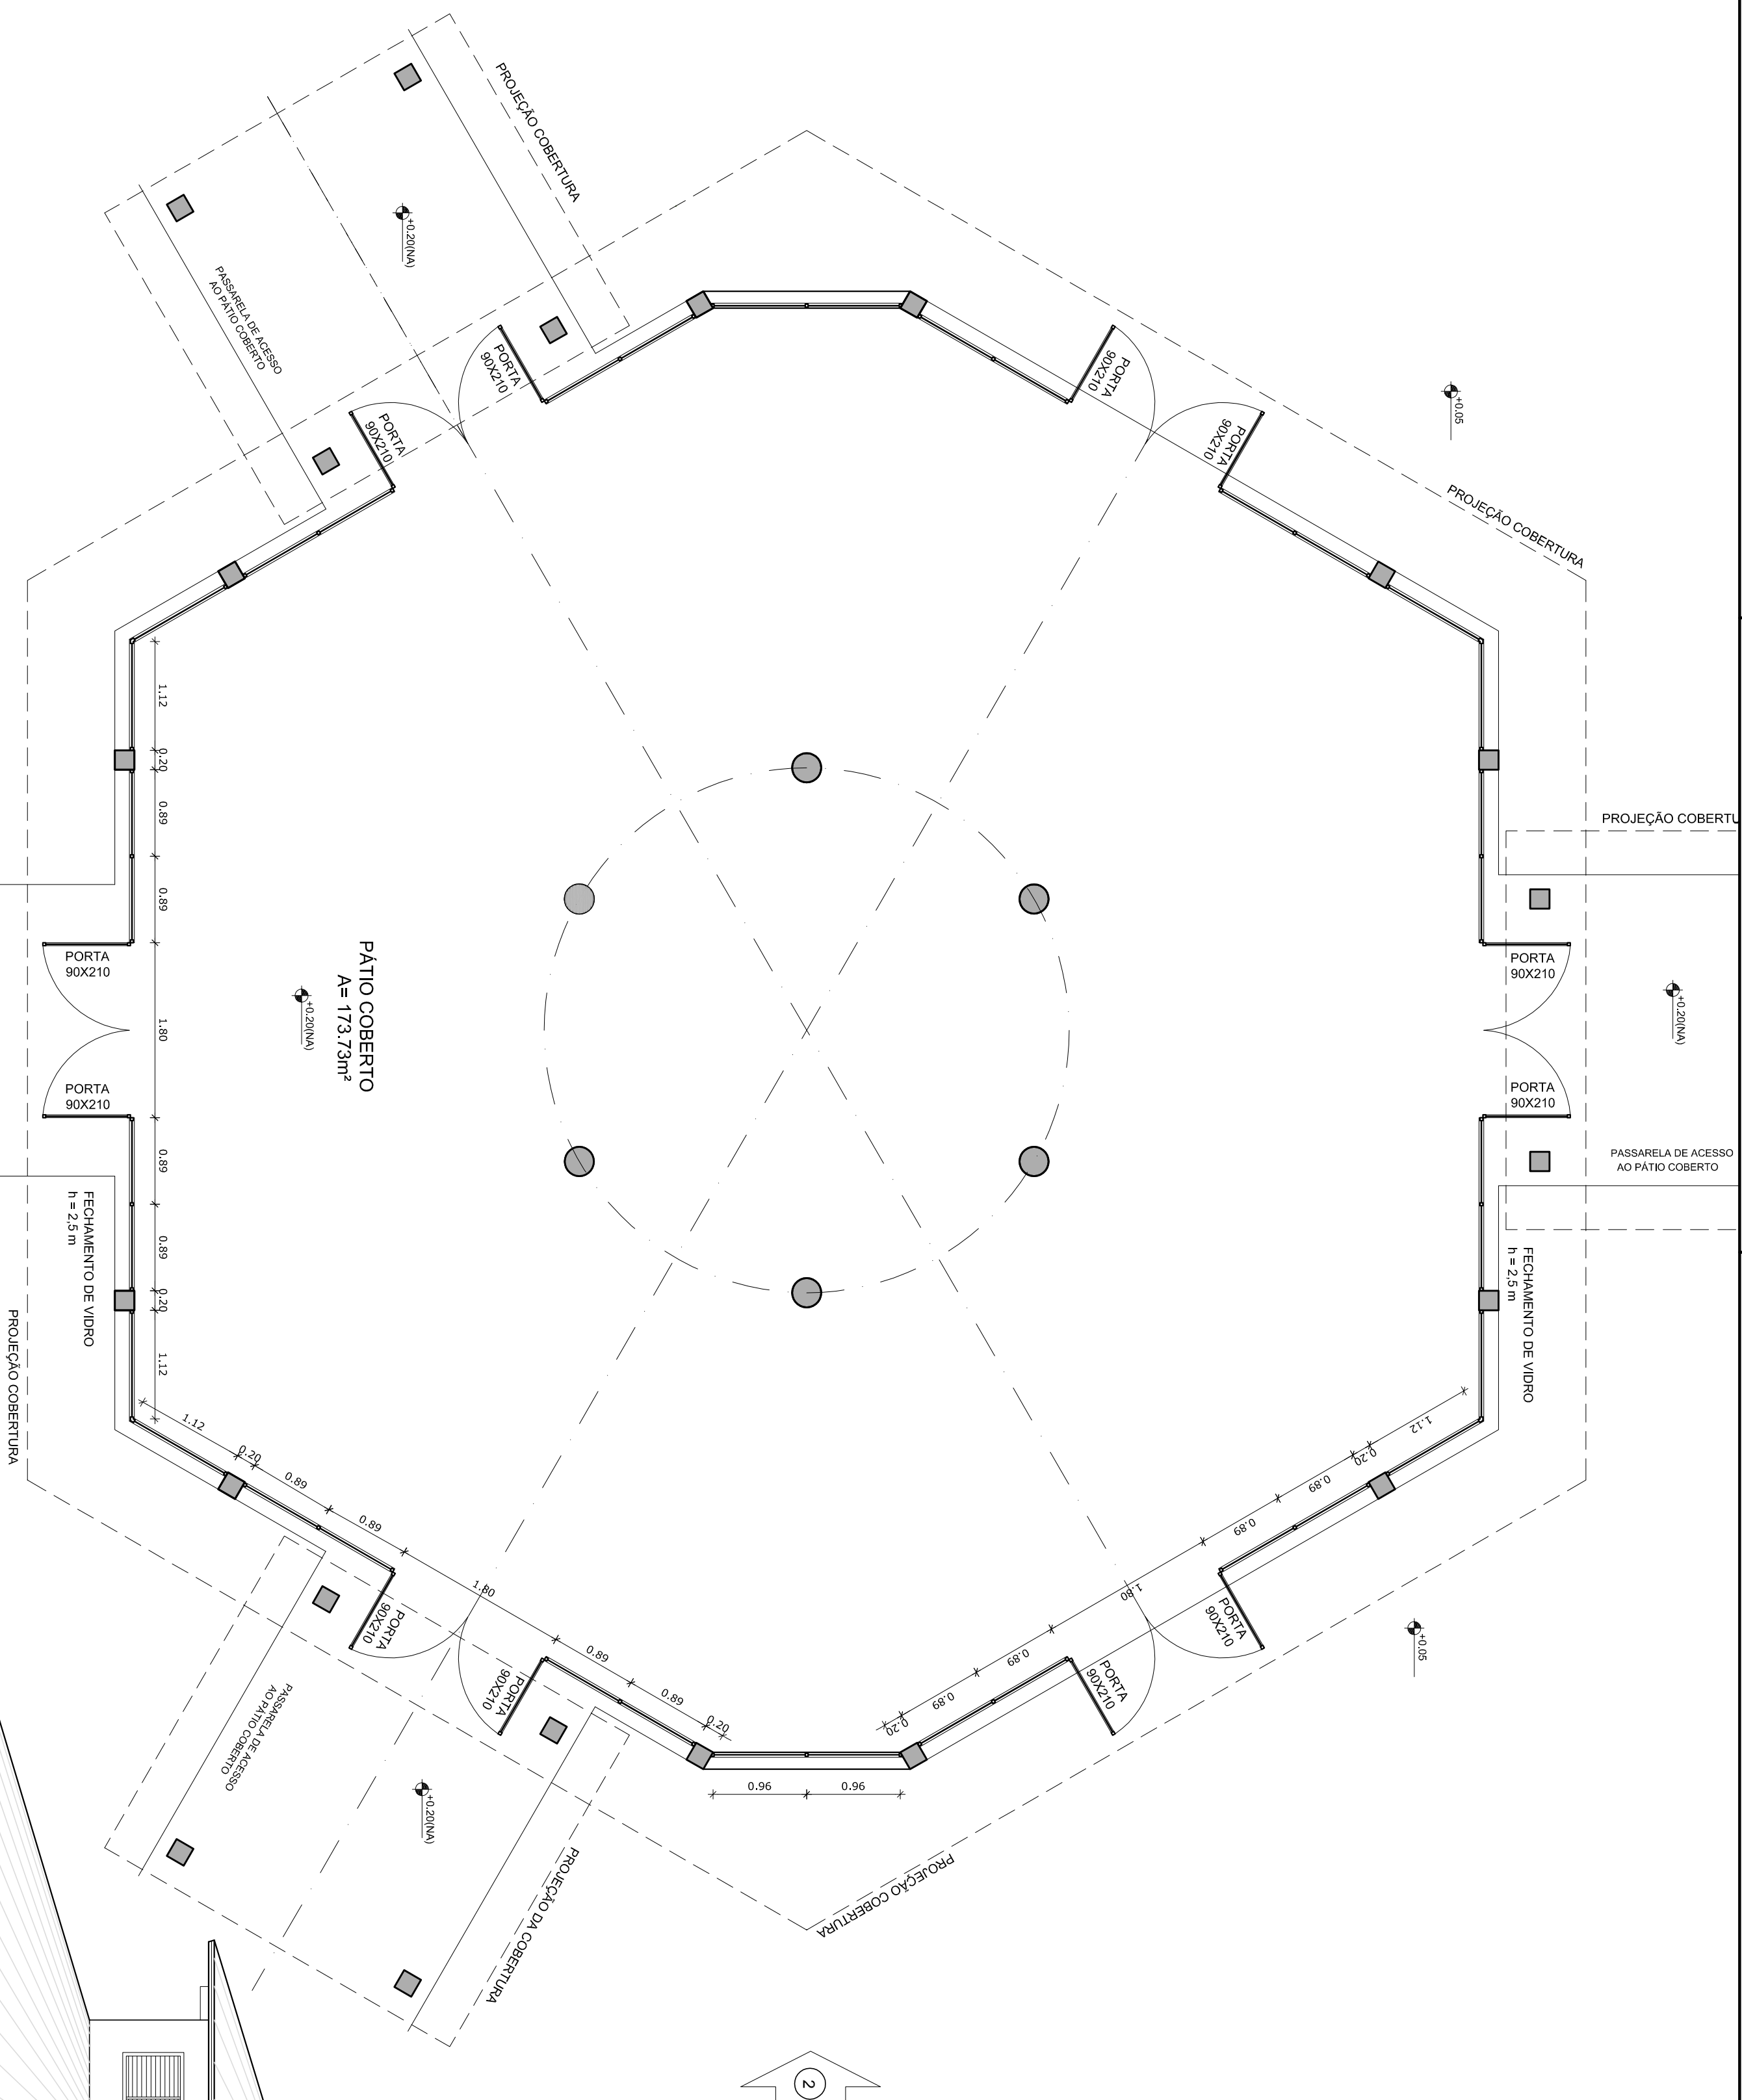 PROJEÇÃO COBERTURA
+0.20(NA)
PASSARELA DE ACESSO
AO PÁTIO COBERTO
PORTA
90X210
PORTA
90X210
PORTA
90X210
PORTA
90X210
+0.05
PROJEÇÃO COBERTURA
1.12
0.20
0.89
0.89
1.80
0.89
0.89
0.20
1.12
PROJEÇÃO COBERTU
PORTA
90X210
PORTA
90X210
PORTA
90X210
PORTA
90X210
+0.20(NA)
PASSARELA DE ACESSO
AO PÁTIO COBERTO
PÁTIO COBERTO
A= 173.73m²
+0.20(NA)
FECHAMENTO DE VIDRO
h = 2,5 m
FECHAMENTO DE VIDRO
h = 2,5 m
PROJEÇÃO COBERTURA
1.12
0.20
0.89
0.89
1.80
0.89
0.89
0.20
1.12
0.20
0.89
0.89
1.80
0.89
0.89
0.20
0.96
0.96
PORTA
90X210
PORTA
90X210
PORTA
90X210
PORTA
90X210
+0.05
PASSARELA DE ACESSO
AO PÁTIO COBERTO
+0.20(NA)
PROJEÇÃO DA COBERTURA
PROJEÇÃO COBERTURA
2